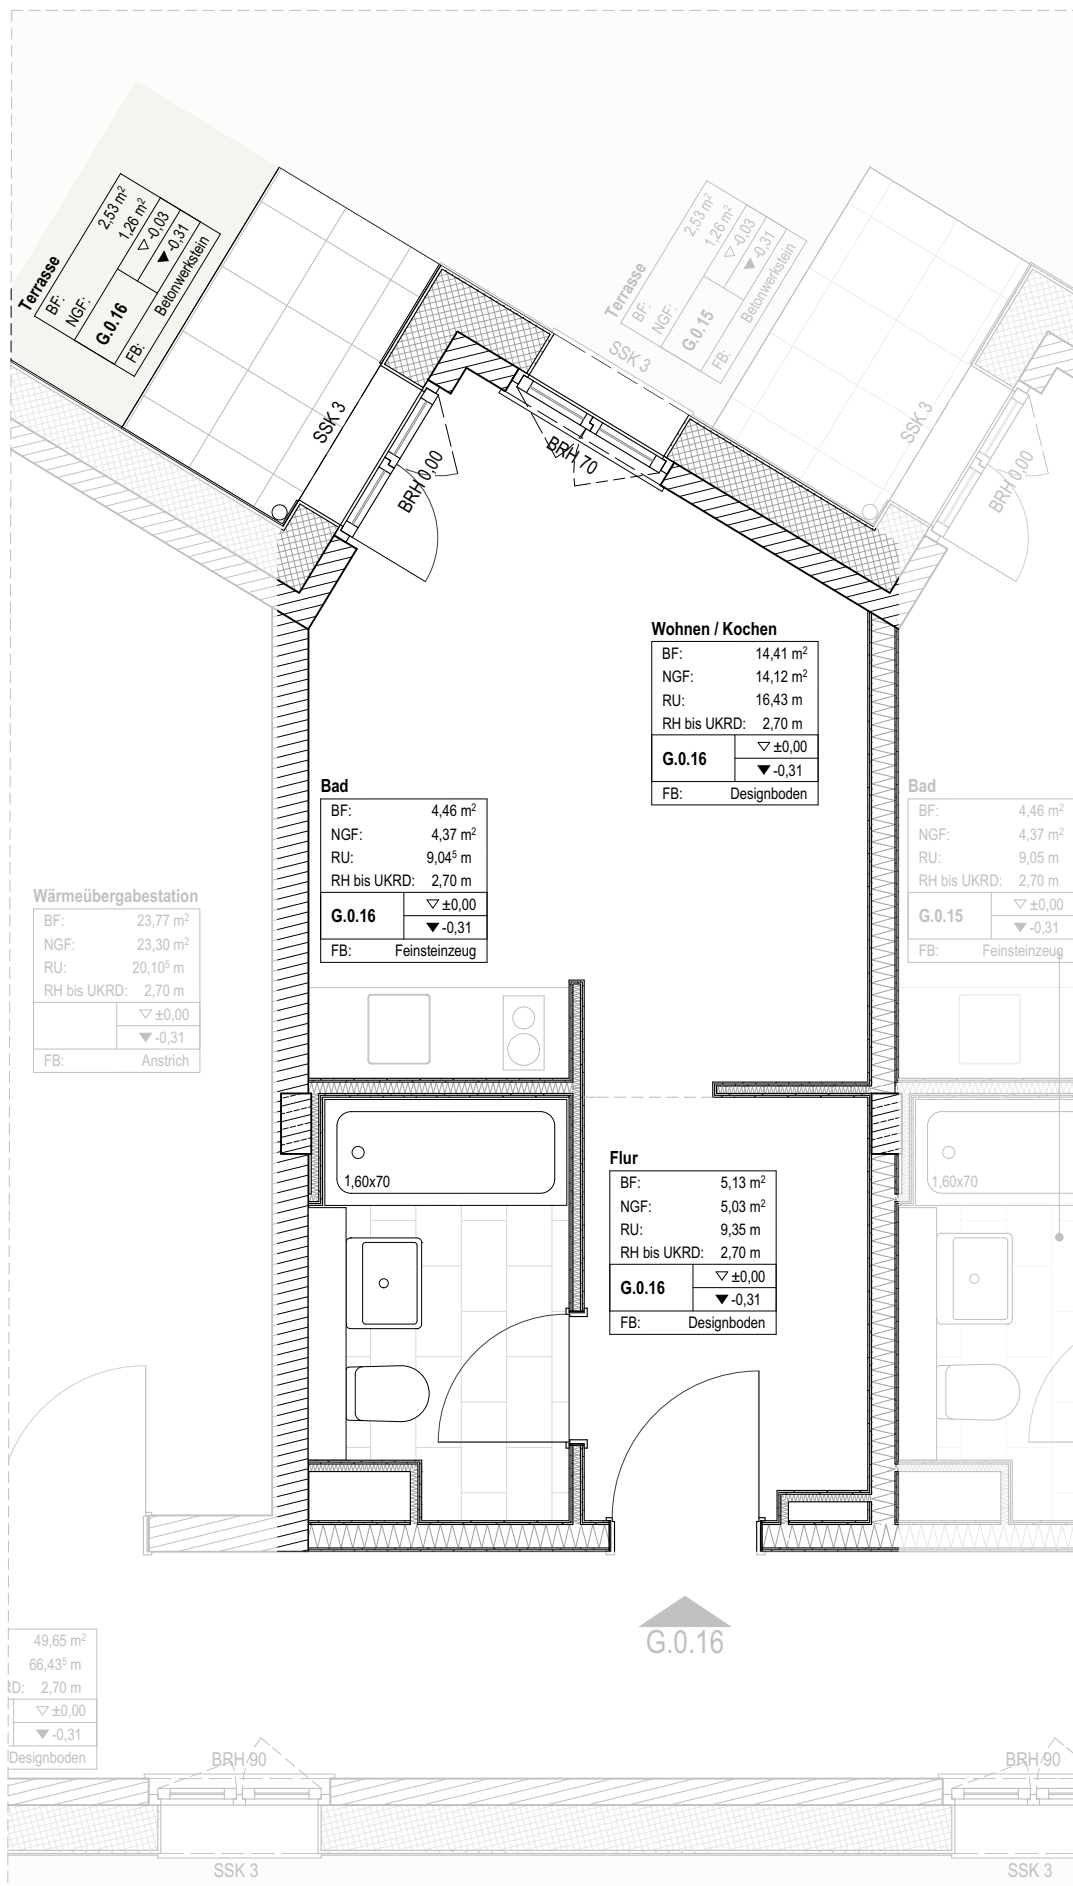 Terrasse
BF: 2,53 m²
NGF: 1,26 m²
G.0.16 ▽ -0,03
▼ -0,31
FB: Betonwerkstein
SSK 3
BRH 0,00
BRH 70
Terrasse
BF: 2,53 m²
NGF: 1,26 m²
G.0.15 ▽ -0,03
▼ -0,31
FB: Betonwerkstein
SSK 3
SSK 3
BRH 0,00
Wohnen / Kochen
BF: 14,41 m²
NGF: 14,12 m²
RU: 16,43 m
RH bis UKRD: 2,70 m
G.0.16 ▽ ±0,00
▼ -0,31
FB: Designboden
Bad
BF: 4,46 m²
NGF: 4,37 m²
RU: 9,04⁵ m
RH bis UKRD: 2,70 m
G.0.16 ▽ ±0,00
▼ -0,31
FB: Feinsteinzeug
Bad
BF: 4,46 m²
NGF: 4,37 m²
RU: 9,05 m
RH bis UKRD: 2,70 m
G.0.15 ▽ ±0,00
▼ -0,31
FB: Feinsteinzeug
Wärmeübergabestation
BF: 23,77 m²
NGF: 23,30 m²
RU: 20,10⁵ m
RH bis UKRD: 2,70 m
▽ ±0,00
▼ -0,31
FB: Anstrich
1,60x70
1,60x70
Flur
BF: 5,13 m²
NGF: 5,03 m²
RU: 9,35 m
RH bis UKRD: 2,70 m
G.0.16 ▽ ±0,00
▼ -0,31
FB: Designboden
G.0.16
49,65 m²
66,43⁵ m
RD: 2,70 m
▽ ±0,00
▼ -0,31
Designboden
BRH 90
BRH 90
SSK 3
SSK 3